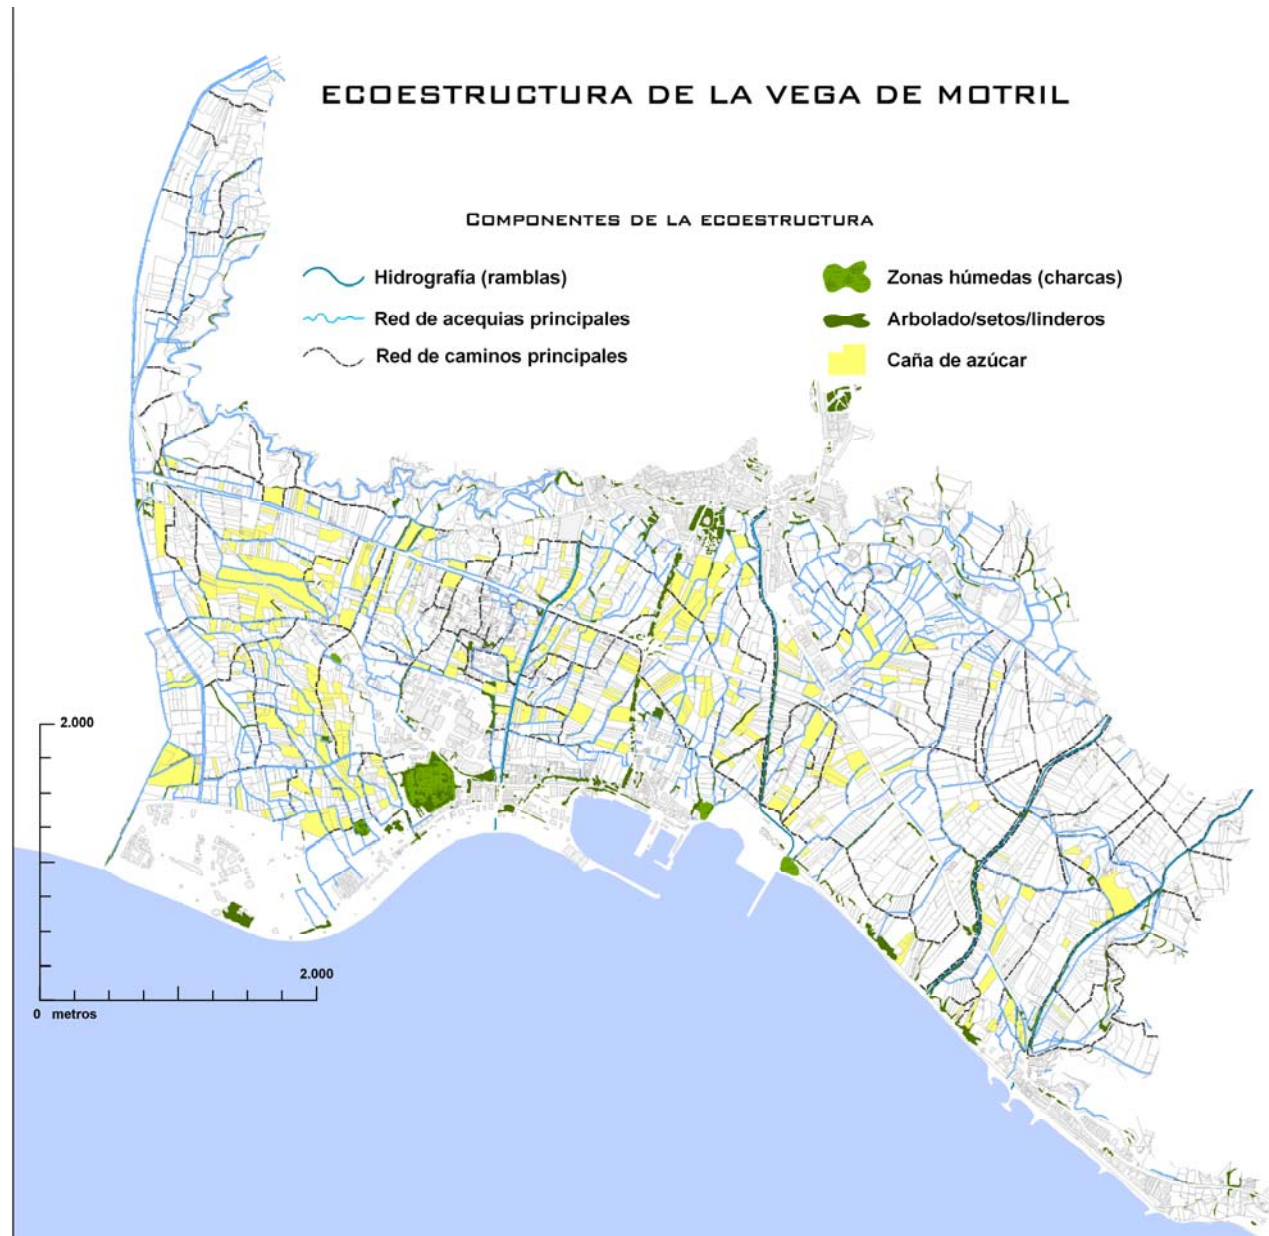 ECOESTRUCTURA DE LA VEGA DE MOTRIL
COMPONENTES DE LA ECOESTRUCTURA
Hidrografía (ramblas)
Red de acequias principales
Red de caminos principales
Zonas húmedas (charcas)
Arbolado/setos/linderos
Caña de azúcar
2.000
2.000
0 metros